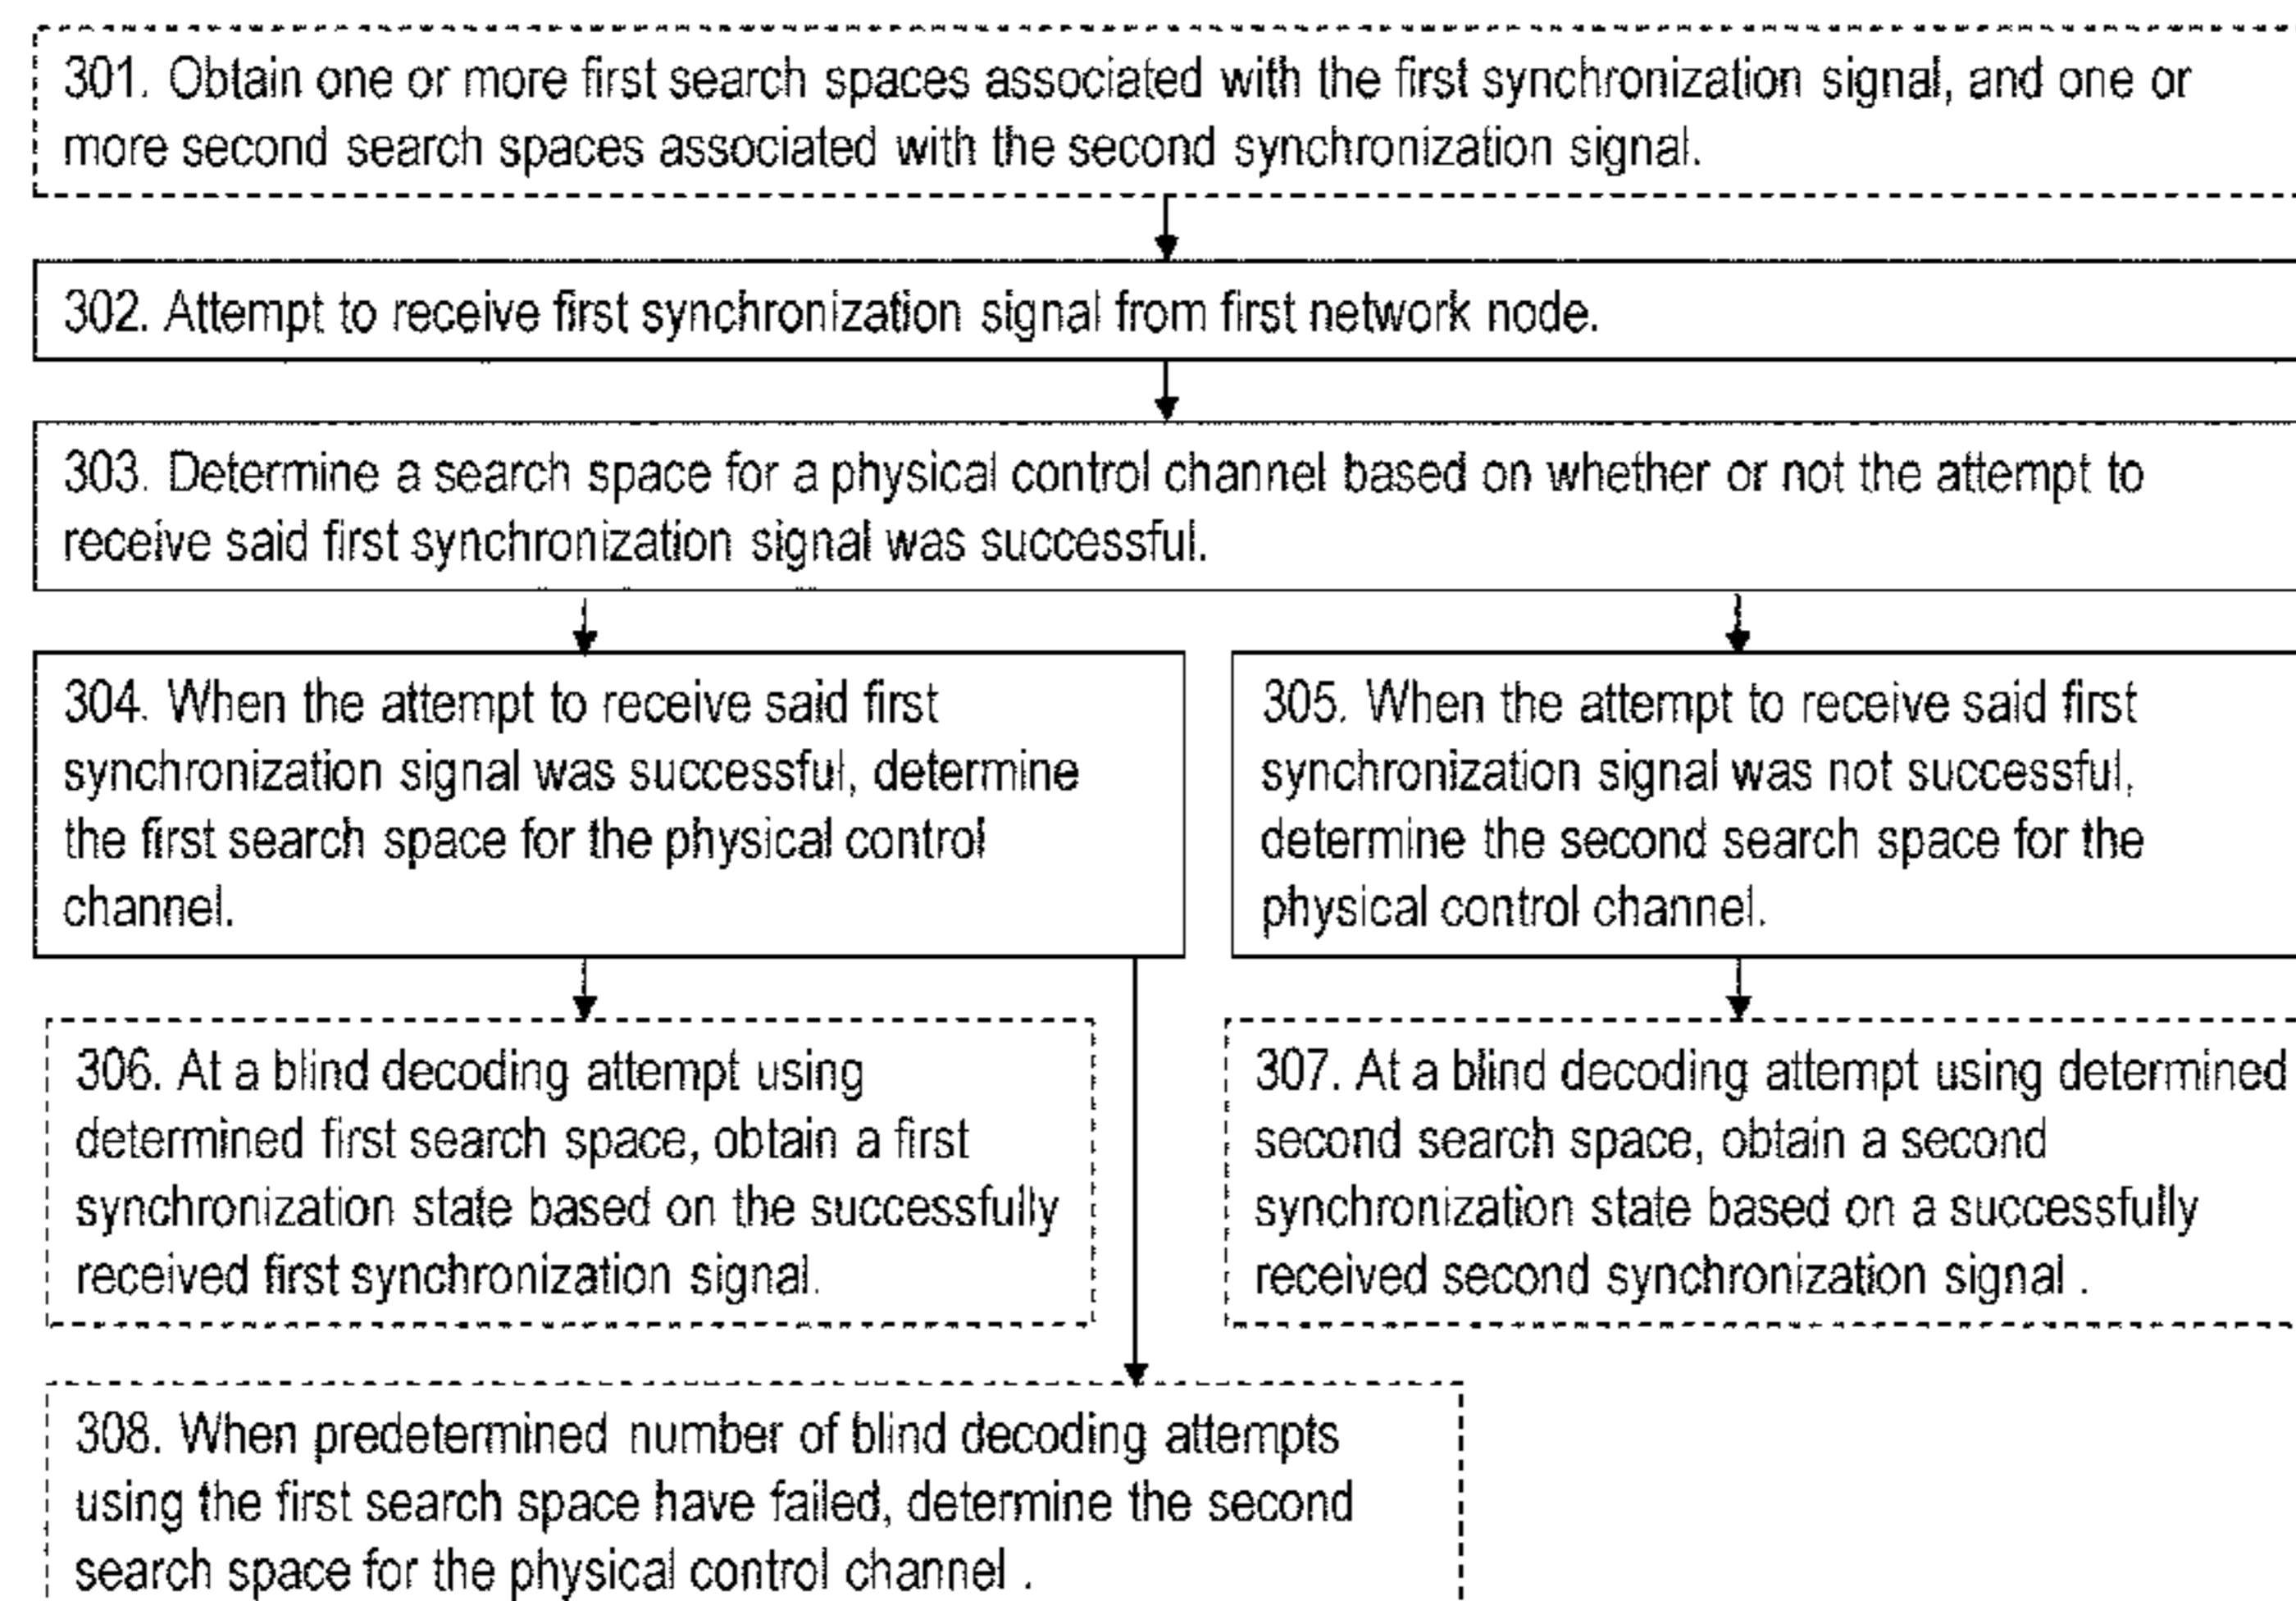 301. Obtain one or more first search spaces associated with the first synchronization signal, and one or
more second search spaces associated with the second synchronization signal.
302. Attempt to receive first synchronization signal from first network node.
303. Determine a search space for a physical control channel based on whether or not the attempt to
receive said first synchronization signal was successful.
304. When the attempt to receive said first
synchronization signal was successful, determine
the first search space for the physical control
channel.
305. When the attempt to receive said first
synchronization signal was not successful,
determine the second search space for the
physical control channel.
306. At a blind decoding attempt using
determined first search space, obtain a first
synchronization state based on the successfully
received first synchronization signal.
307. At a blind decoding attempt using determined
second search space, obtain a second
synchronization state based on a successfully
received second synchronization signal .
308. When predetermined number of blind decoding attempts
using the first search space have failed, determine the second
search space for the physical control channel .